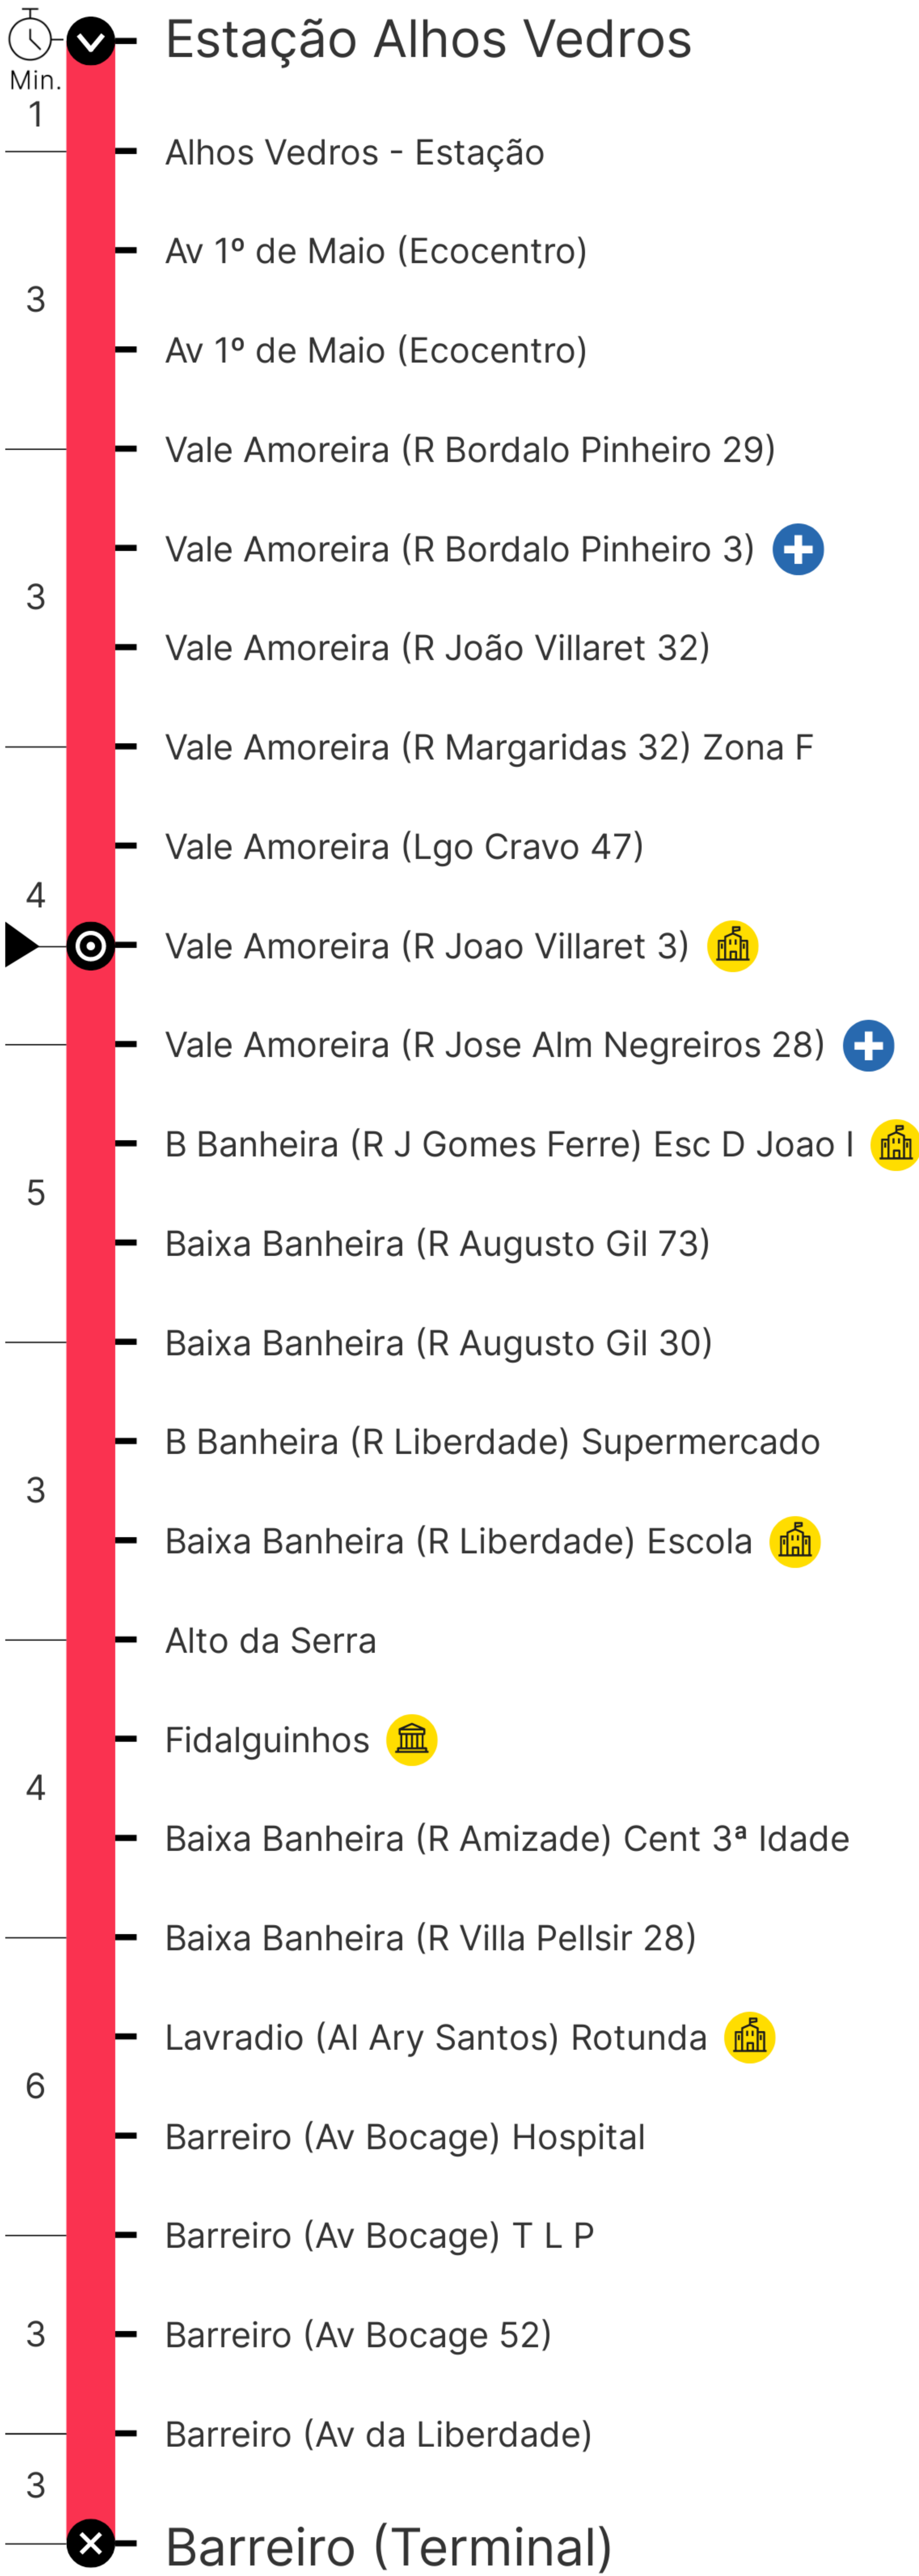 Estação Alhos Vedros
Min.
1
Alhos Vedros - Estação
Av 1º de Maio (Ecocentro)
3
Av 1º de Maio (Ecocentro)
Vale Amoreira (R Bordalo Pinheiro 29)
Vale Amoreira (R Bordalo Pinheiro 3)
3
Vale Amoreira (R João Villaret 32)
Vale Amoreira (R Margaridas 32) Zona F
Vale Amoreira (Lgo Cravo 47)
4
Vale Amoreira (R Joao Villaret 3)
Vale Amoreira (R Jose Alm Negreiros 28)
B Banheira (R J Gomes Ferre) Esc D Joao I
5
Baixa Banheira (R Augusto Gil 73)
Baixa Banheira (R Augusto Gil 30)
B Banheira (R Liberdade) Supermercado
3
Baixa Banheira (R Liberdade) Escola
Alto da Serra
Fidalguinhos
4
Baixa Banheira (R Amizade) Cent 3ª Idade
Baixa Banheira (R Villa Pellsir 28)
Lavradio (Al Ary Santos) Rotunda
6
Barreiro (Av Bocage) Hospital
Barreiro (Av Bocage) T L P
3
Barreiro (Av Bocage 52)
Barreiro (Av da Liberdade)
3
Barreiro (Terminal)